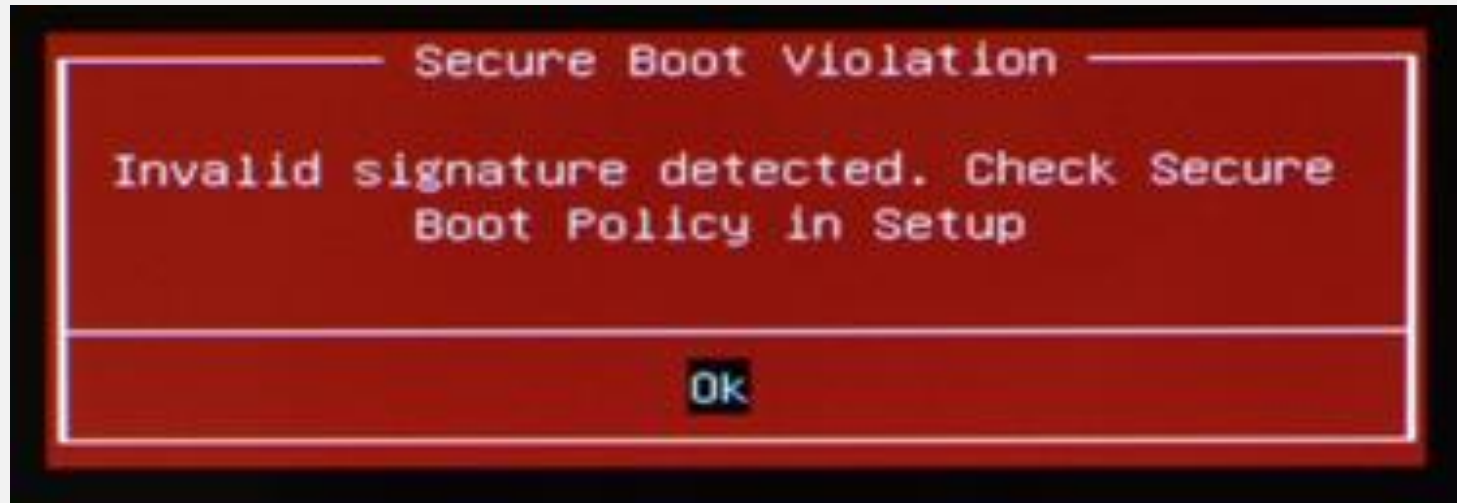 Secure Boot Violation
Invalid signature detected. Check Secure
Boot Policy in Setup
Ok